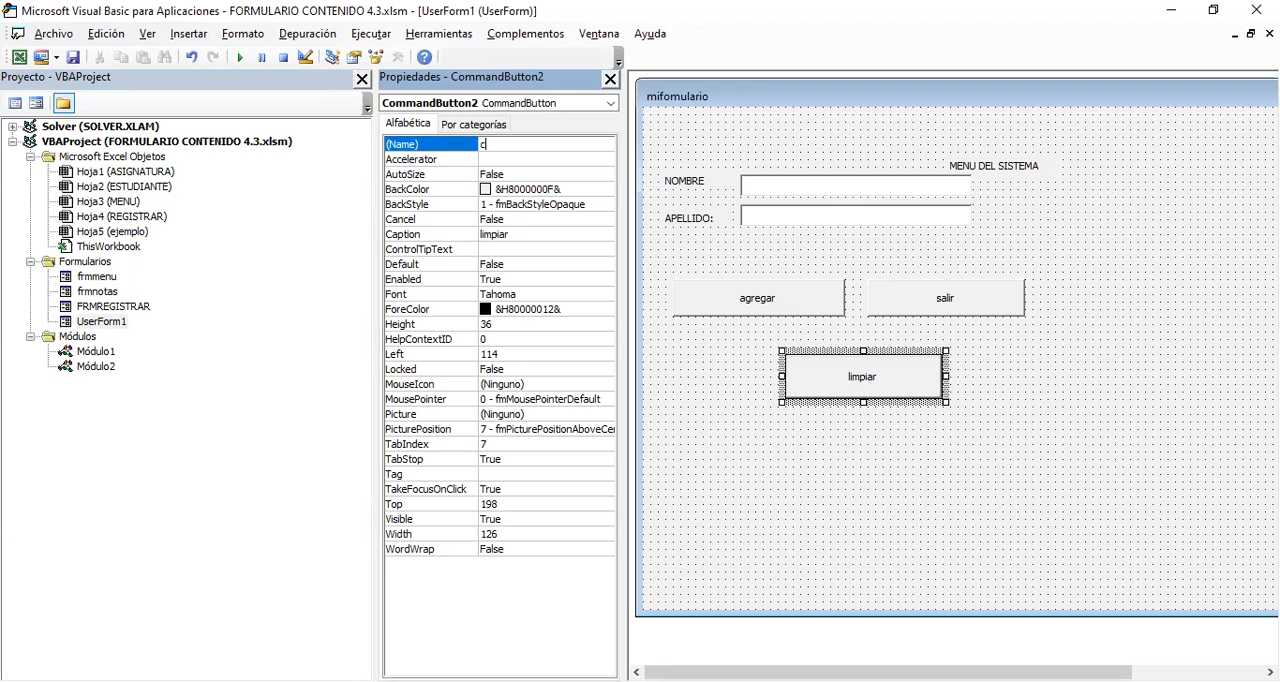 Microsoft Visual Basic para Aplicaciones - FORMULARIO CONTENIDO 4.3.xlsm - [UserForm1 (UserForm)]
Archivo Edición Ver Insertar Formato Depuración Ejecutar Herramientas Complementos Ventana Ayuda
Proyecto - VBAProject
Solver (SOLVER.XLAM)
VBAProject (FORMULARIO CONTENIDO 4.3.xlsm)
Microsoft Excel Objetos
Hoja1 (ASIGNATURA)
Hoja2 (ESTUDIANTE)
Hoja3 (MENU)
Hoja4 (REGISTRAR)
Hoja5 (ejemplo)
ThisWorkbook
Formularios
frmmenu
frmnotas
FRMREGISTRAR
UserForm1
Módulos
Módulo1
Módulo2
Propiedades - CommandButton2
CommandButton2 CommandButton
Alfabética Por categorías
(Name) c
Accelerator
AutoSize False
BackColor &H8000000F&
BackStyle 1 - fmBackStyleOpaque
Cancel False
Caption limpiar
ControlTipText
Default False
Enabled True
Font Tahoma
ForeColor &H80000012&
Height 36
HelpContextID 0
Left 114
Locked False
MouseIcon (Ninguno)
MousePointer 0 - fmMousePointerDefault
Picture (Ninguno)
PicturePosition 7 - fmPicturePositionAboveCer
TabIndex 7
TabStop True
Tag
TakeFocusOnClick True
Top 198
Visible True
Width 126
WordWrap False
mifomulario
MENU DEL SISTEMA
NOMBRE
APELLIDO:
agregar salir
limpiar